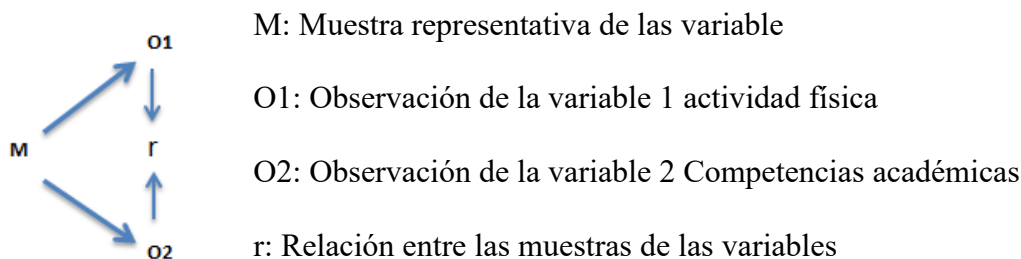 M: Muestra representativa de las variable
O1
O1: Observación de la variable 1 actividad física
M
r
O2: Observación de la variable 2 Competencias académicas
O2
r: Relación entre las muestras de las variables